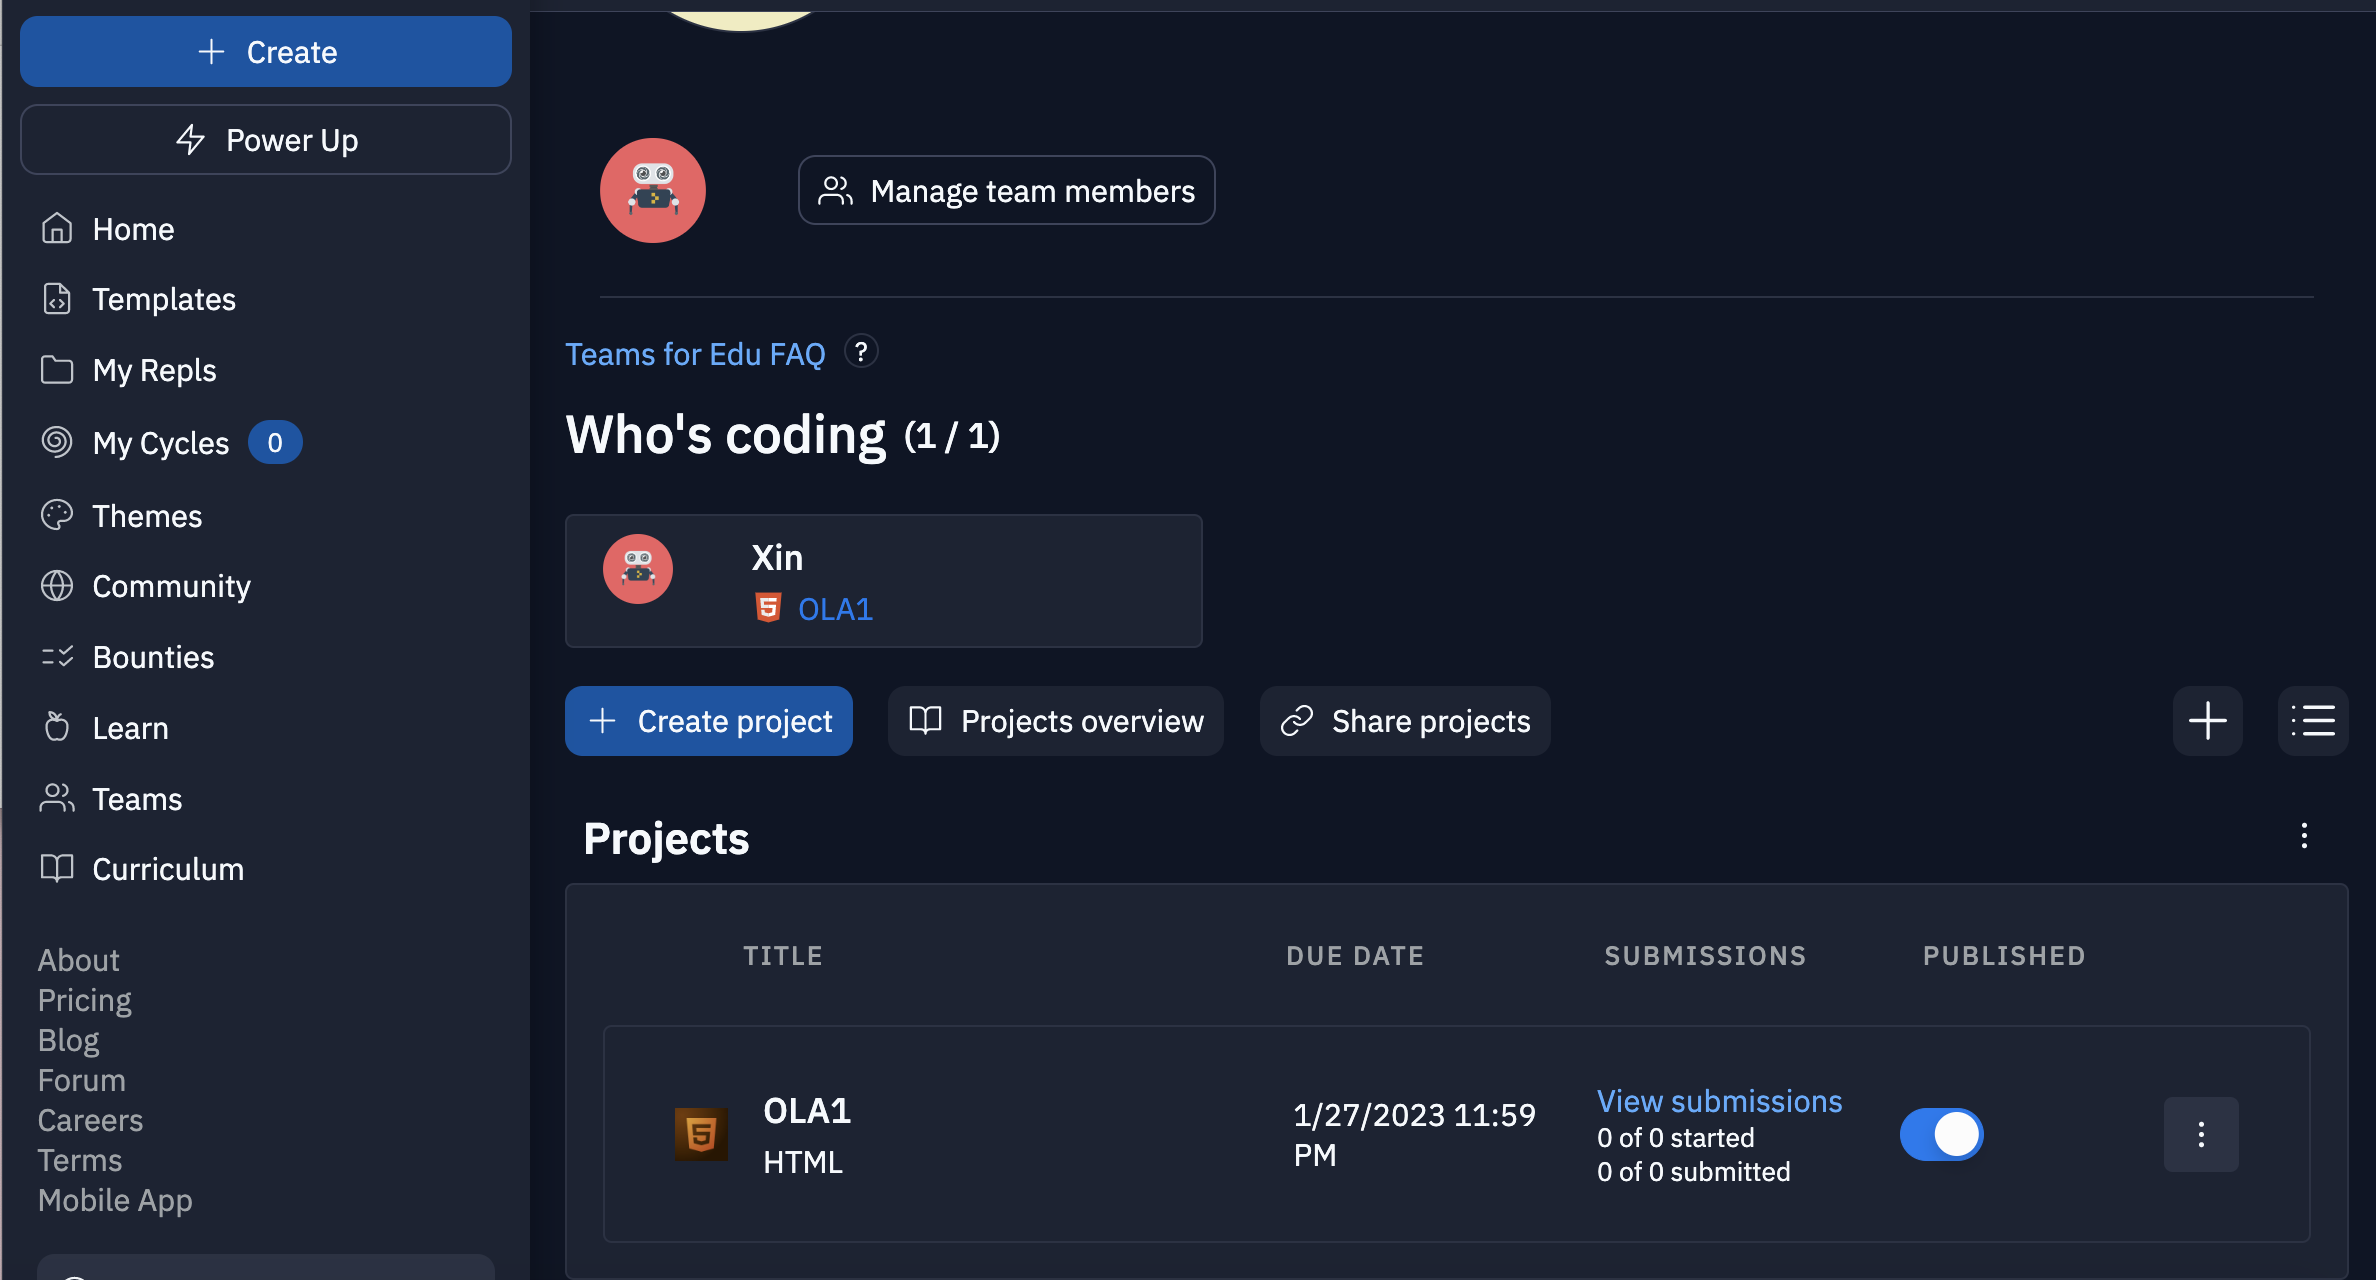 Create
Power Up
Home
Templates
My Repls
My Cycles 0
Themes
Community
Bounties
Learn
Teams
Curriculum
About
Pricing
Blog
Forum
Careers
Terms
Mobile App
Manage team members
Teams for Edu FAQ ?
Who's coding (1 / 1)
Xin
OLA1
Create project
Projects overview
Share projects
Projects
TITLE DUE DATE SUBMISSIONS PUBLISHED
OLA1
HTML
1/27/2023 11:59
PM
View submissions
0 of 0 started
0 of 0 submitted